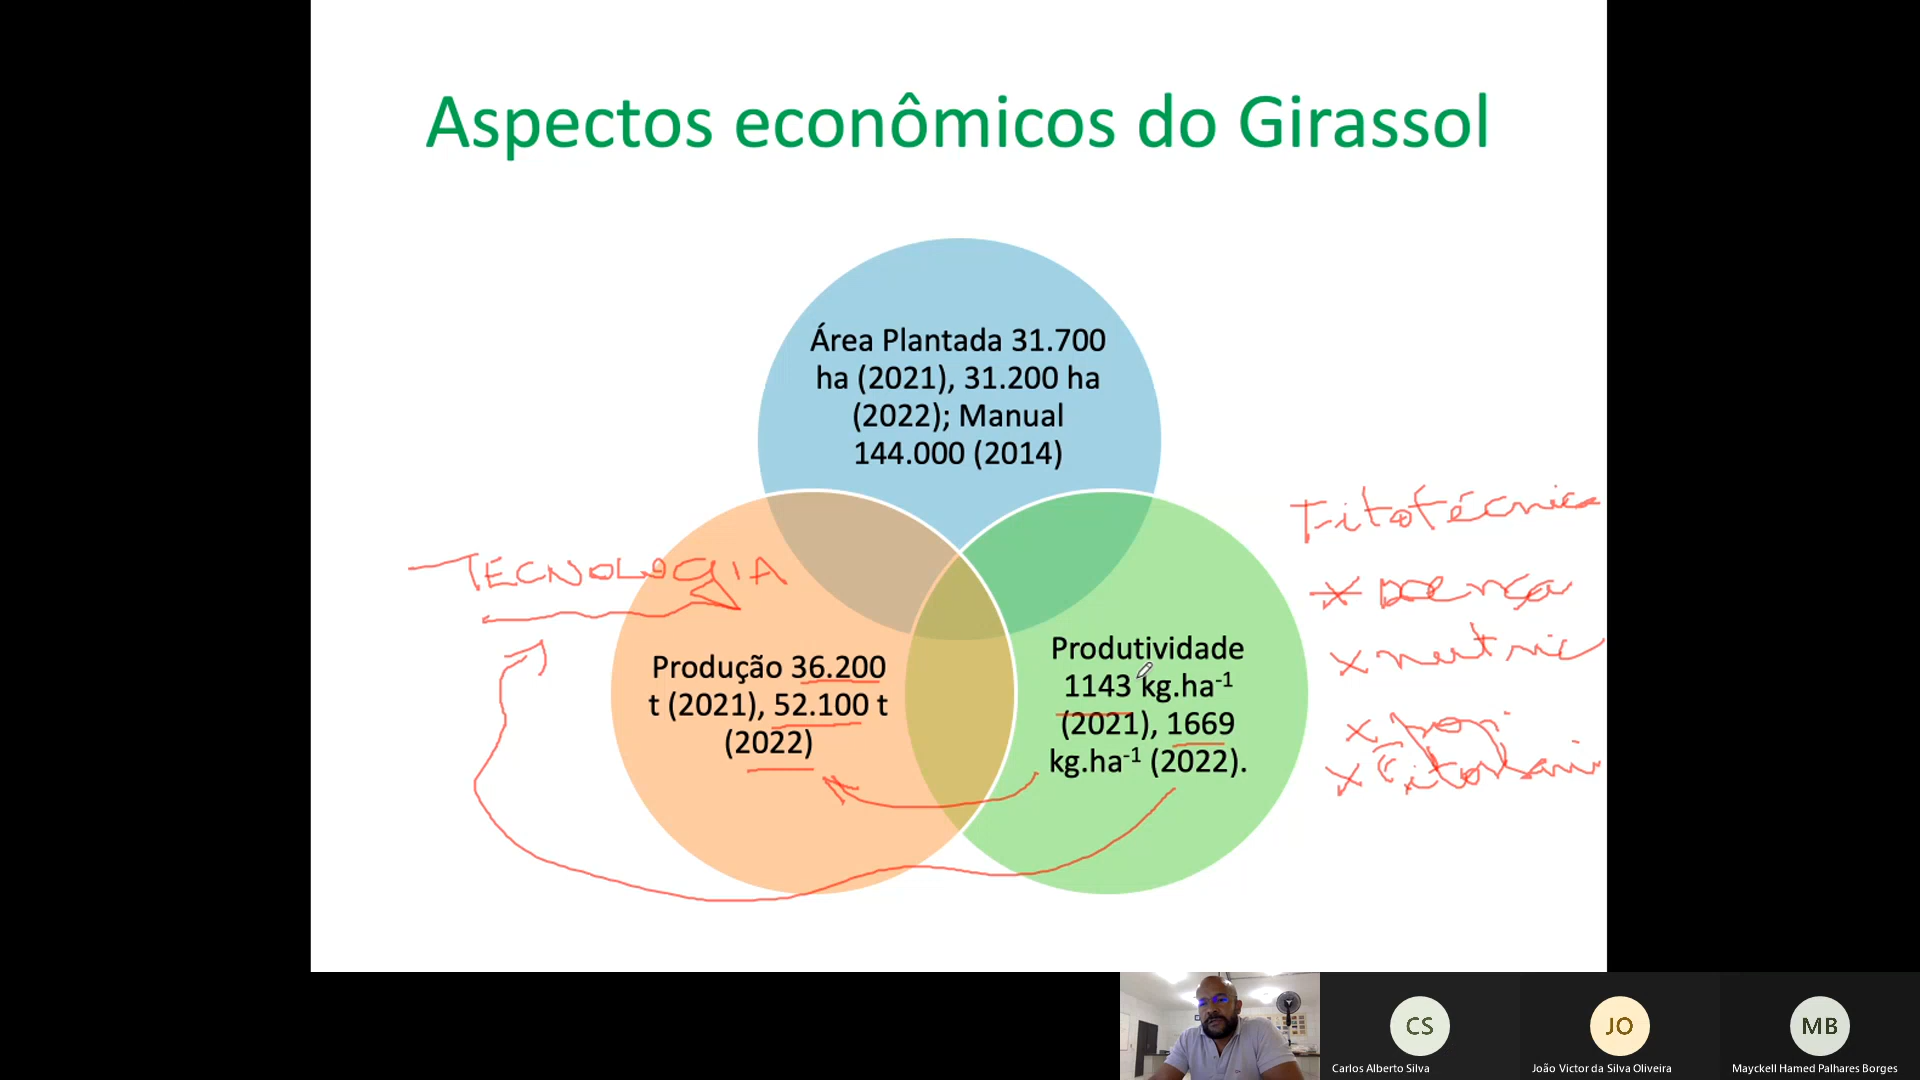 Aspectos econômicos do Girassol
Área Plantada 31.700
ha (2021), 31.200 ha
(2022); Manual
144.000 (2014)
TECNOLOGIA
Produção 36.200
t (2021), 52.100 t
(2022)
Produtividade
1143 kg.ha-1
(2021), 1669
kg.ha-1 (2022).
Fitotécnica
x Doença
x nutric
CS
JO
MB
Carlos Alberto Silva
João Victor da Silva Oliveira
Mayckell Hamed Palhares Borges